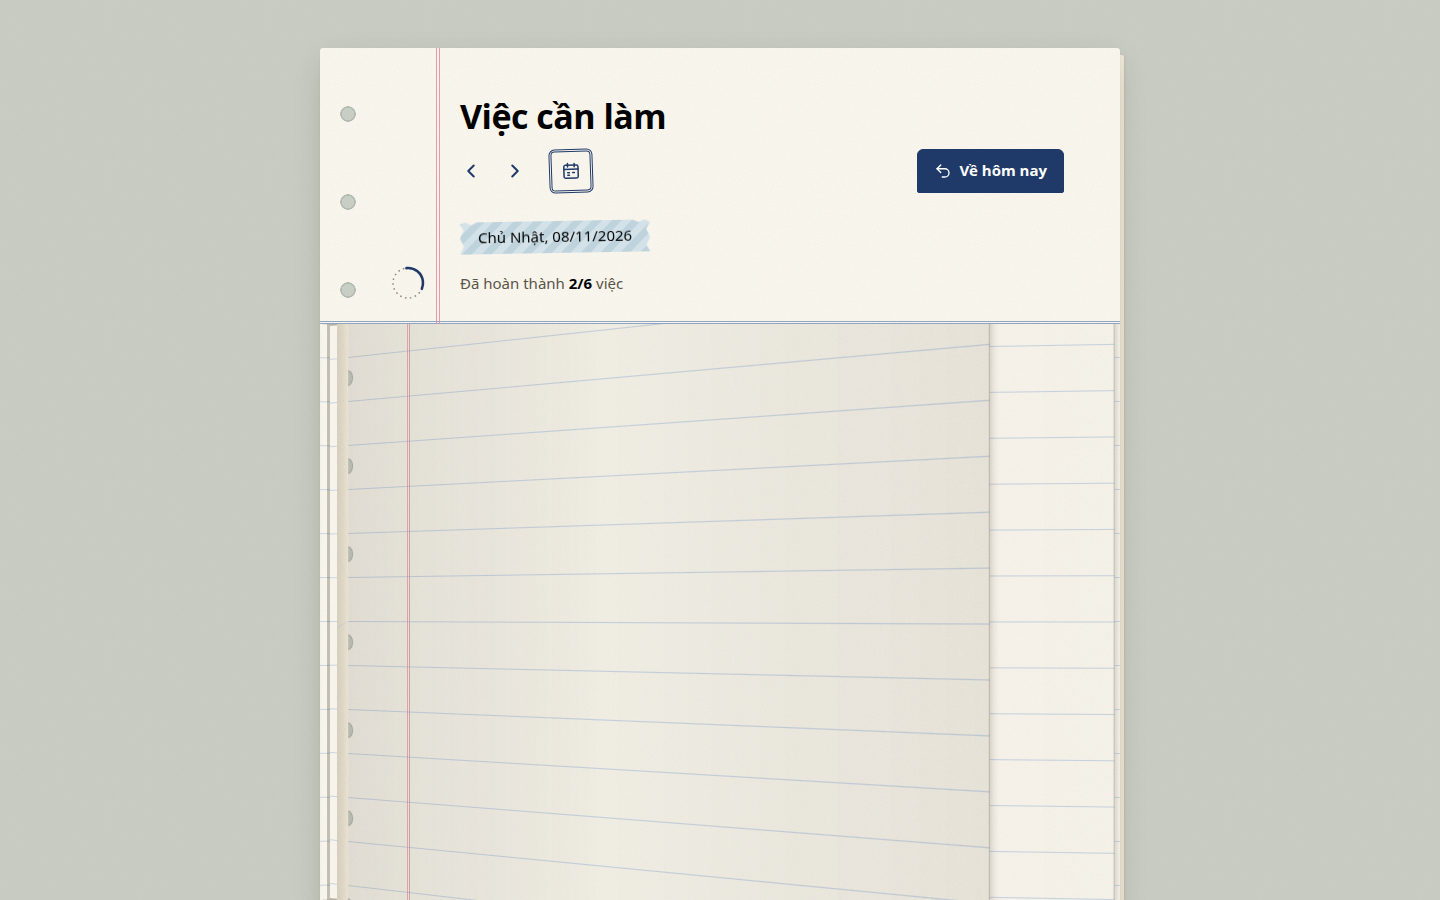 Việc cần làm
Về hôm nay
Chủ Nhật, 08/11/2026
Đã hoàn thành 2/6 việc